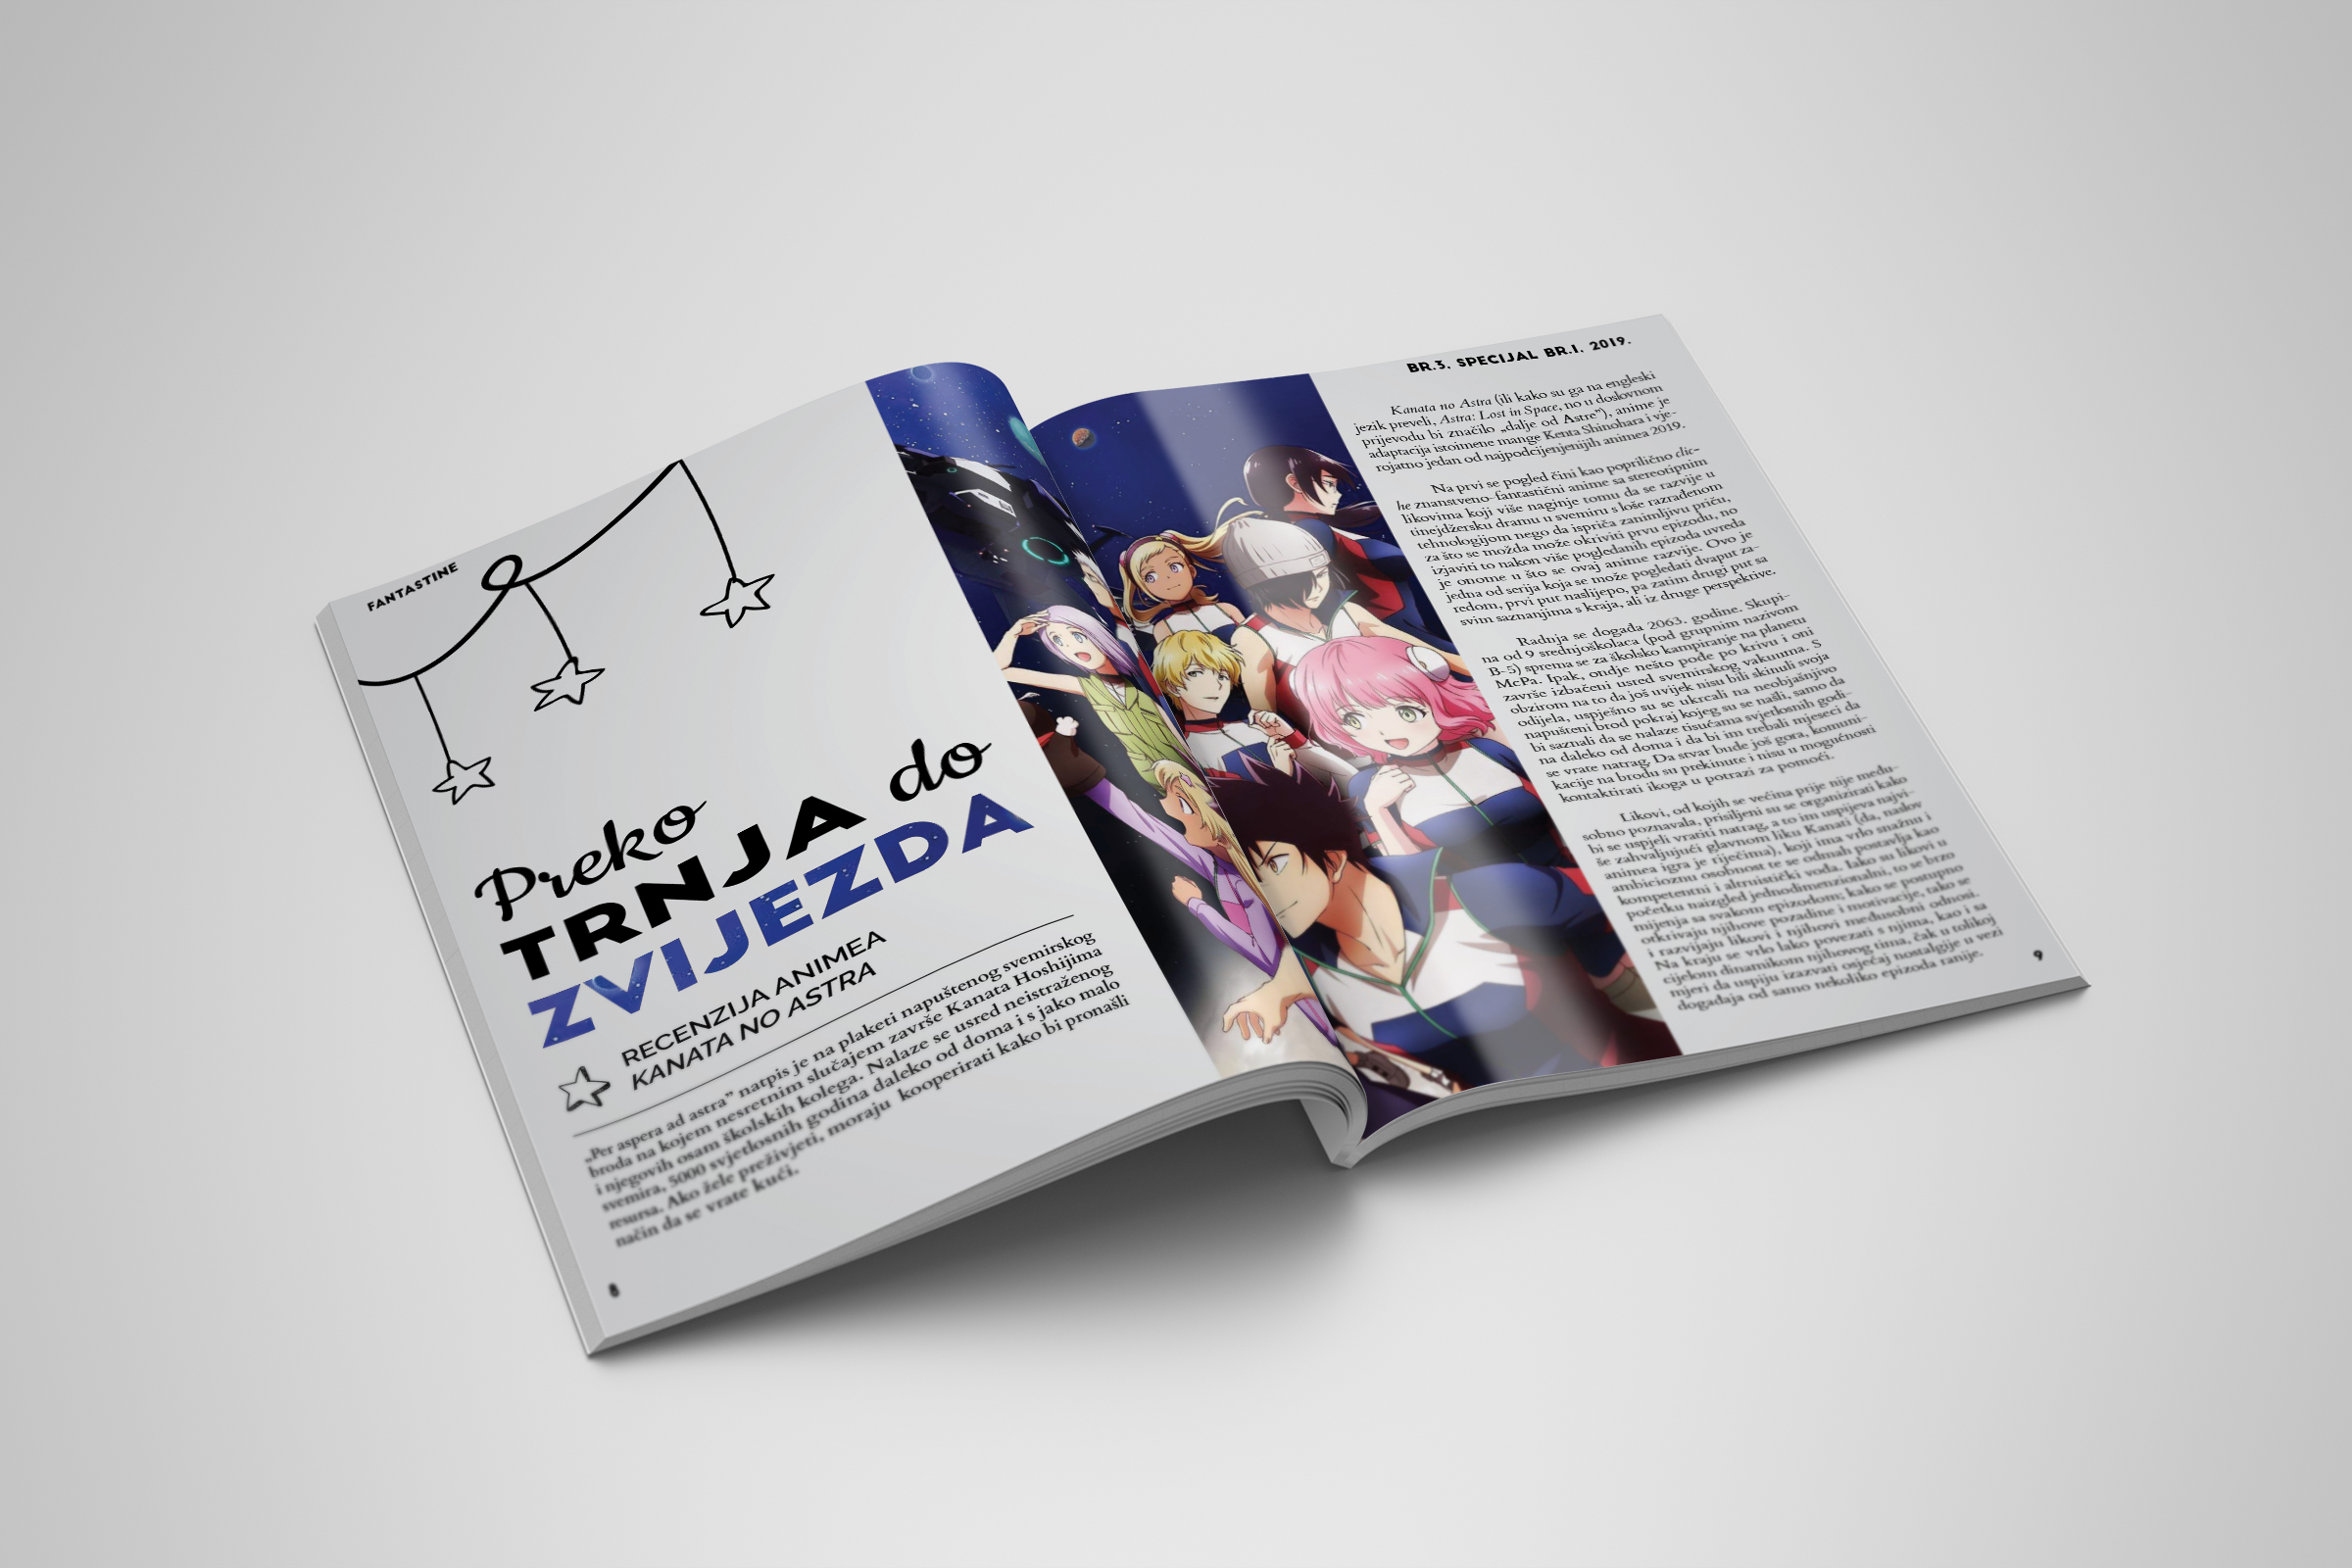 FANTASTINE
Preko
TRNJA do
ZVIJEZDA
RECENZIJA ANIMEA
KANATA NO ASTRA
„Per aspera ad astra” natpis je na plaketi napuštenog svemirskog
broda na kojem nesretnim slučajem završe Kanata Hoshijima
i njegovih osam školskih kolega. Nalaze se usred neistraženog
svemira, 5000 svjetlosnih godina daleko od doma i s jako malo
resursa. Ako žele preživjeti, moraju kooperirati kako bi pronašli
način da se vrate kući.
8
BR.3. SPECIJAL BR.1. 2019.
Kanata no Astra (ili kako su ga na engleski
jezik preveli, Astra: Lost in Space, no u doslovnom
prijevodu bi značilo „dalje od Astre”), anime je
adaptacija istoimene mange Kenta Shinohara i vje-
rojatno jedan od najpodcijenjenijih animea 2019.
Na prvi se pogled čini kao poprilično clic-
he znanstveno-fantastični anime sa stereotipnim
likovima koji više naginje tomu da se razvije u
tinejdžersku dramu u svemiru s loše razrađenom
tehnologijom nego da ispriča zanimljivu priču,
za što se možda može okriviti prvu epizodu, no
izjaviti to nakon više pogledanih epizoda uvreda
je onome u što se ovaj anime razvije. Ovo je
jedna od serija koja se može pogledati dvaput za-
redom, prvi put naslijepo, pa zatim drugi put sa
svim saznanjima s kraja, ali iz druge perspektive.
Radnja se događa 2063. godine. Skupi-
na od 9 srednjoškolaca (pod grupnim nazivom
B-5) sprema se za školsko kampiranje na planetu
McPa. Ipak, ondje nešto pođe po krivu i oni
završe izbačeni usred svemirskog vakuuma. S
obzirom na to da još uvijek nisu bili skinuli svoja
odijela, uspješno su se ukrcali na neobjašnjivo
napušteni brod pokraj kojeg su se našli, samo da
bi saznali da se nalaze tisućama svjetlosnih godi-
na daleko od doma i da bi im trebali mjeseci da
se vrate natrag. Da stvar bude još gora, komuni-
kacije na brodu su prekinute i nisu u mogućnosti
kontaktirati ikoga u potrazi za pomoći.
Likovi, od kojih se većina prije nije među-
sobno poznavala, prisiljeni su se organizirati kako
bi se uspjeli vratiti natrag, a to im uspijeva najvi-
še zahvaljujući glavnom liku Kanati (da, naslov
animea igra je riječima), koji ima vrlo snažnu i
ambicioznu osobnost te se odmah postavlja kao
kompetentni i altruistički vođa. Iako su likovi u
početku naizgled jednodimenzionalni, to se brzo
mijenja sa svakom epizodom; kako se postupno
otkrivaju njihove pozadine i motivacije, tako se
i razvijaju likovi i njihovi međusobni odnosi.
Na kraju se vrlo lako povezati s njima, kao i sa
cijelom dinamikom njihovog tima, čak u tolikoj
mjeri da uspiju izazvati osjećaj nostalgije u vezi
događaja od samo nekoliko epizoda ranije.
9